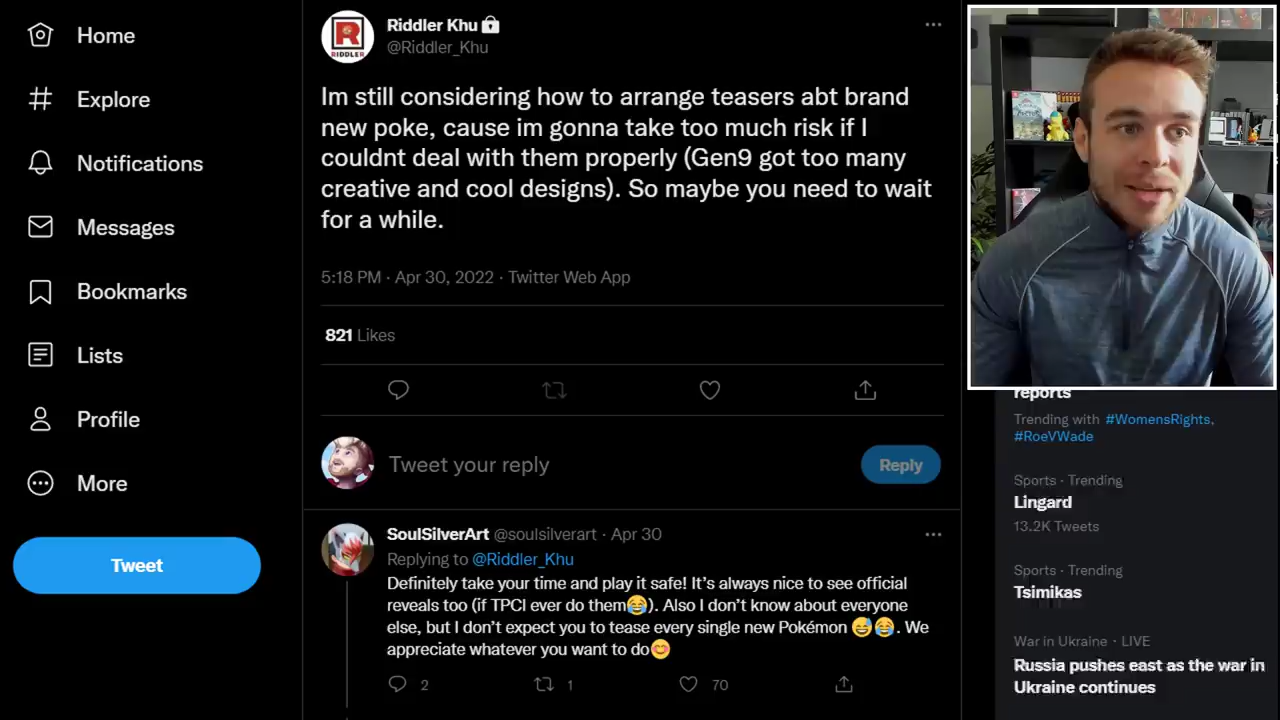 Home
Explore
Notifications
Messages
Bookmarks
Lists
Profile
More
Tweet
RIDDLER
Riddler Khu
@Riddler_Khu
Im still considering how to arrange teasers abt brand
new poke, cause im gonna take too much risk if I
couldnt deal with them properly (Gen9 got too many
creative and cool designs). So maybe you need to wait
for a while.
5:18 PM · Apr 30, 2022 · Twitter Web App
821 Likes
Tweet your reply
Reply
SoulSilverArt @soulsilverart · Apr 30
Replying to @Riddler_Khu
Definitely take your time and play it safe! It's always nice to see official
reveals too (if TPCI ever do them😂). Also I don't know about everyone
else, but I don't expect you to tease every single new Pokémon 😅😂. We
appreciate whatever you want to do😊
2
1
70
reports
Trending with #WomensRights,
#RoeVWade
Sports · Trending
Lingard
13.2K Tweets
Sports · Trending
Tsimikas
War in Ukraine · LIVE
Russia pushes east as the war in
Ukraine continues